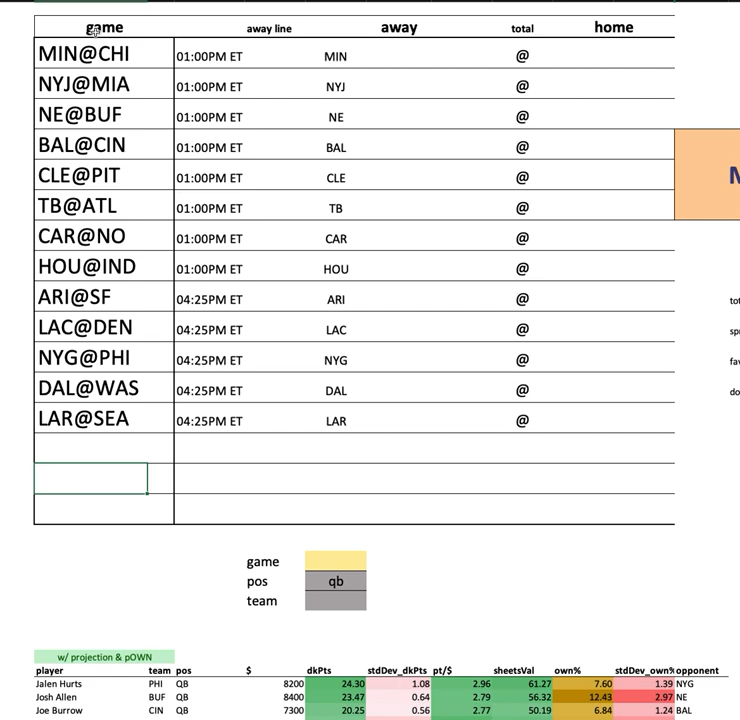 game away line away total home
MIN@CHI 01:00PM ET MIN @
NYJ@MIA 01:00PM ET NYJ @
NE@BUF 01:00PM ET NE @
BAL@CIN 01:00PM ET BAL @
CLE@PIT 01:00PM ET CLE @
TB@ATL 01:00PM ET TB @
CAR@NO 01:00PM ET CAR @
HOU@IND 01:00PM ET HOU @
ARI@SF 04:25PM ET ARI @
LAC@DEN 04:25PM ET LAC @
NYG@PHI 04:25PM ET NYG @
DAL@WAS 04:25PM ET DAL @
LAR@SEA 04:25PM ET LAR @
game
pos qb
team
w/ projection & pOWN
player team pos $ dkPts stdDev_dkPts pt/$ sheetsVal own% stdDev_own% opponent
Jalen Hurts PHI QB 8200 24.30 1.08 2.96 61.27 7.60 1.39 NYG
Josh Allen BUF QB 8400 23.47 0.64 2.79 56.32 12.43 2.97 NE
Joe Burrow CIN QB 7300 20.25 0.56 2.77 50.19 6.84 1.24 BAL